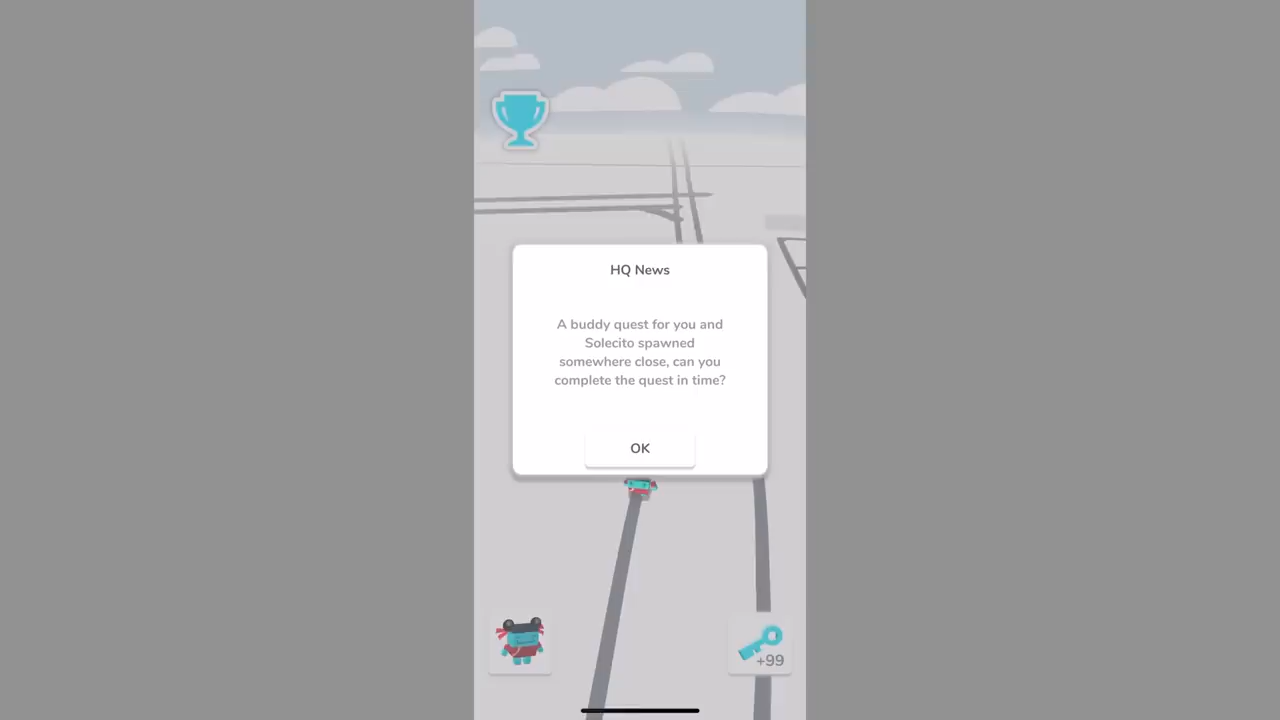 HQ News
A buddy quest for you and
Solecito spawned
somewhere close, can you
complete the quest in time?
OK
+99